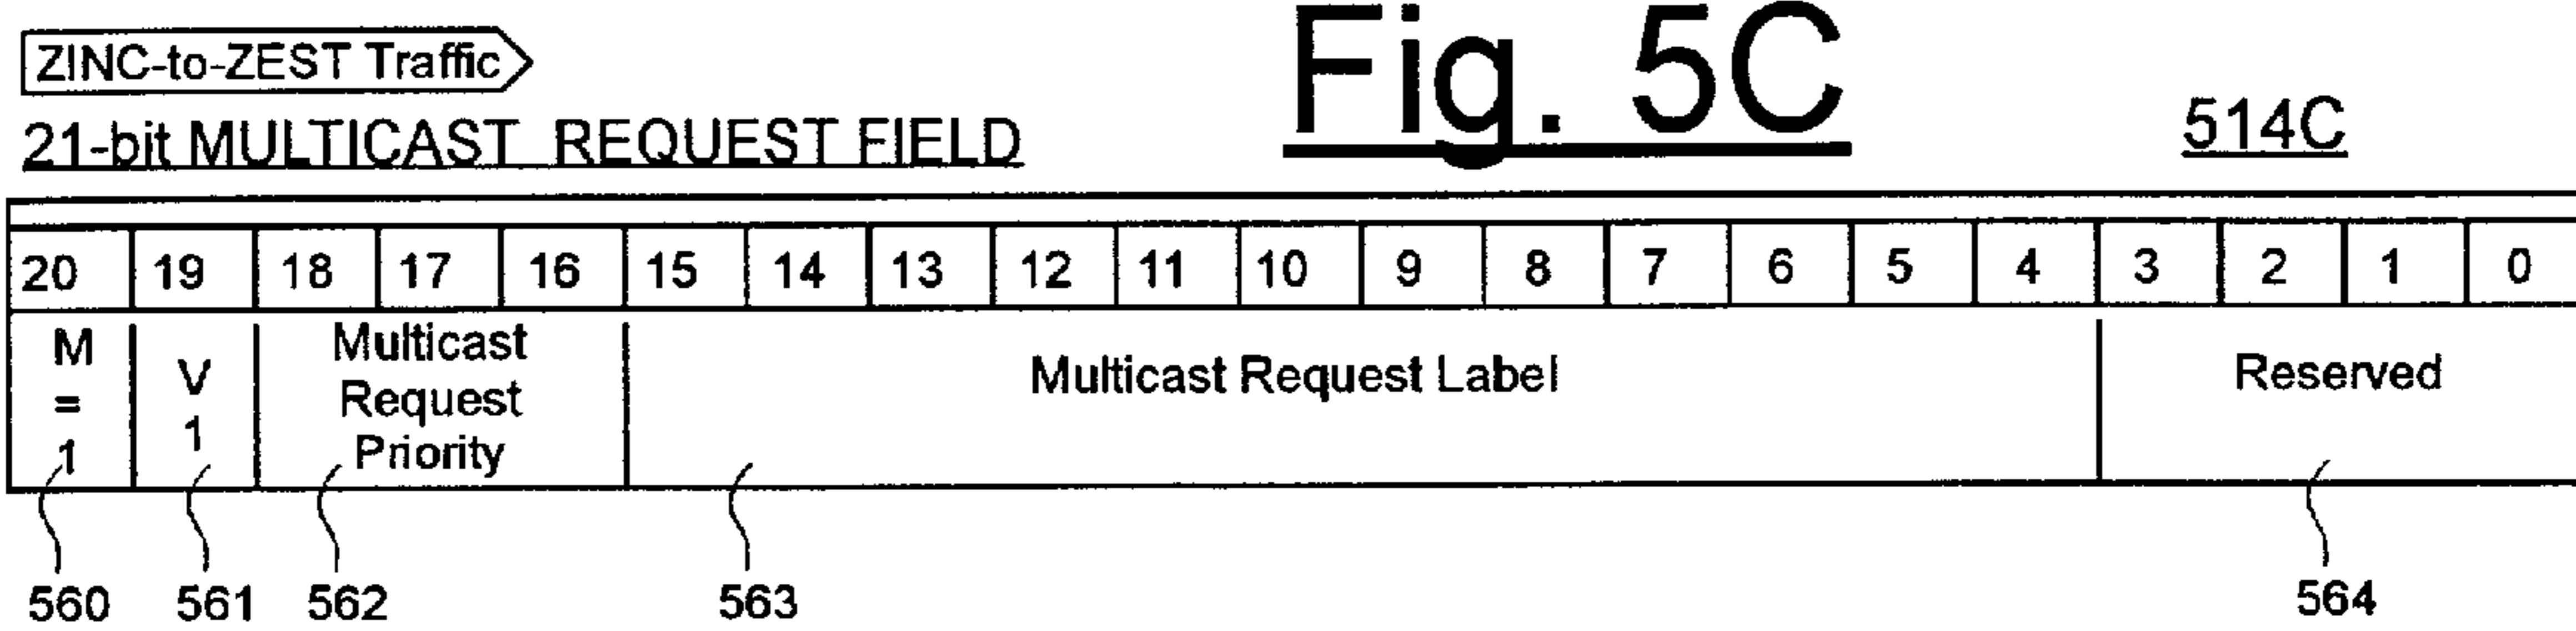 ZINC-to-ZEST Traffic
Fig. 5C
21-bit MULTICAST REQUEST FIELD
514C
20 19 18 17 16 15 14 13 12 11 10 9 8 7 6 5 4 3 2 1 0
M
=
1
V
1
Multicast
Request
Priority
Multicast Request Label
Reserved
560 561 562 563 564